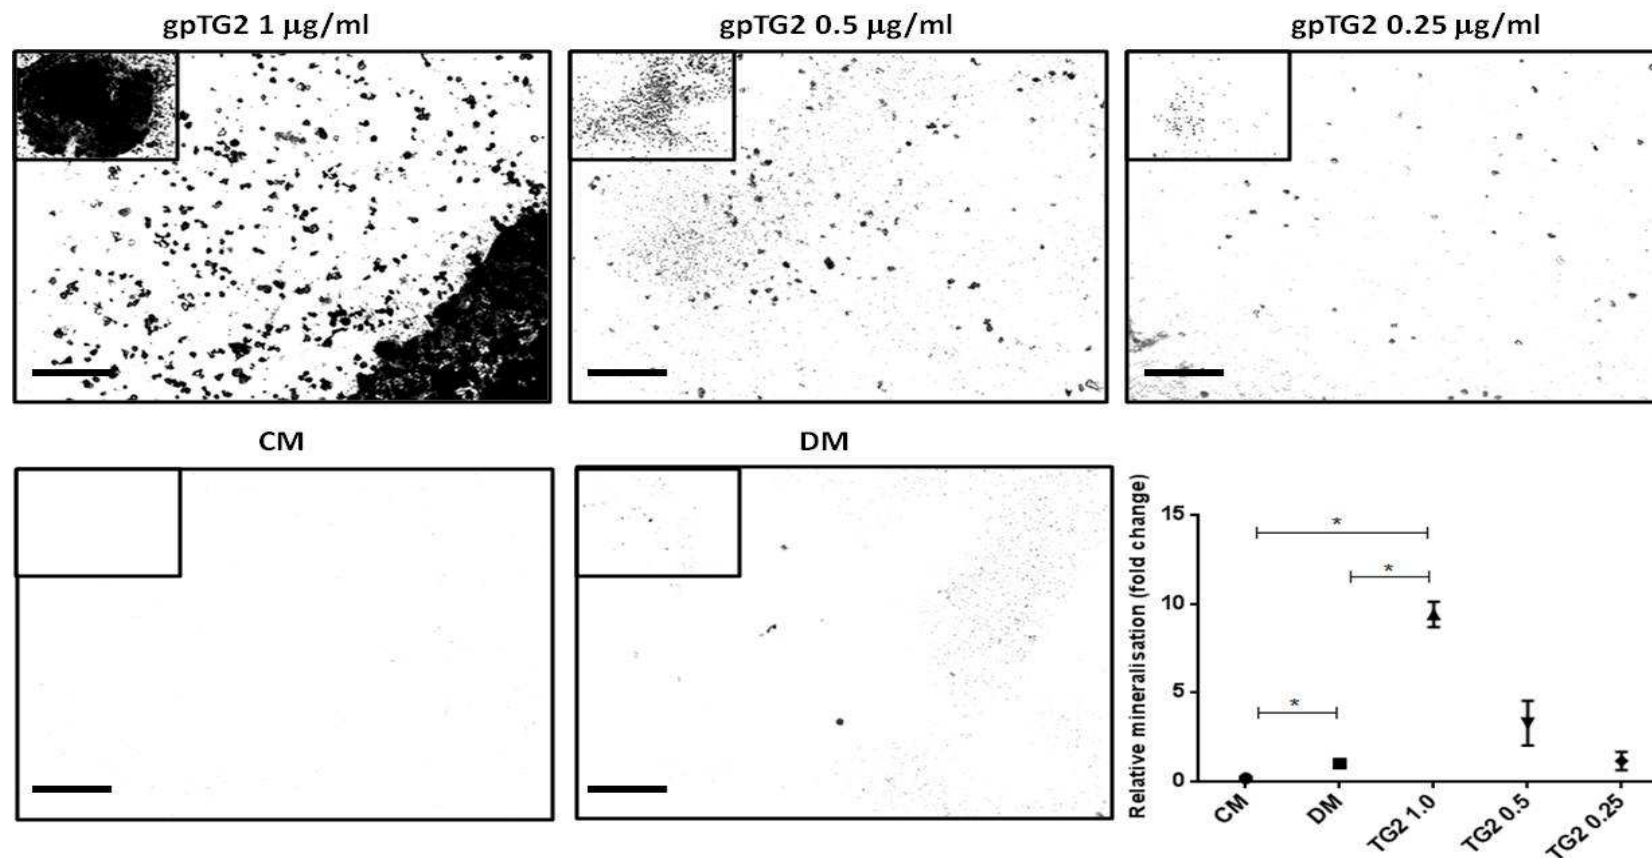 gpTG2 1 μg/ml
gpTG2 0.5 μg/ml
gpTG2 0.25 μg/ml
CM
DM
Relative mineralisation (fold change)
15
10
5
0
*
*
*
CM
DM
TG2 1.0
TG2 0.5
TG2 0.25